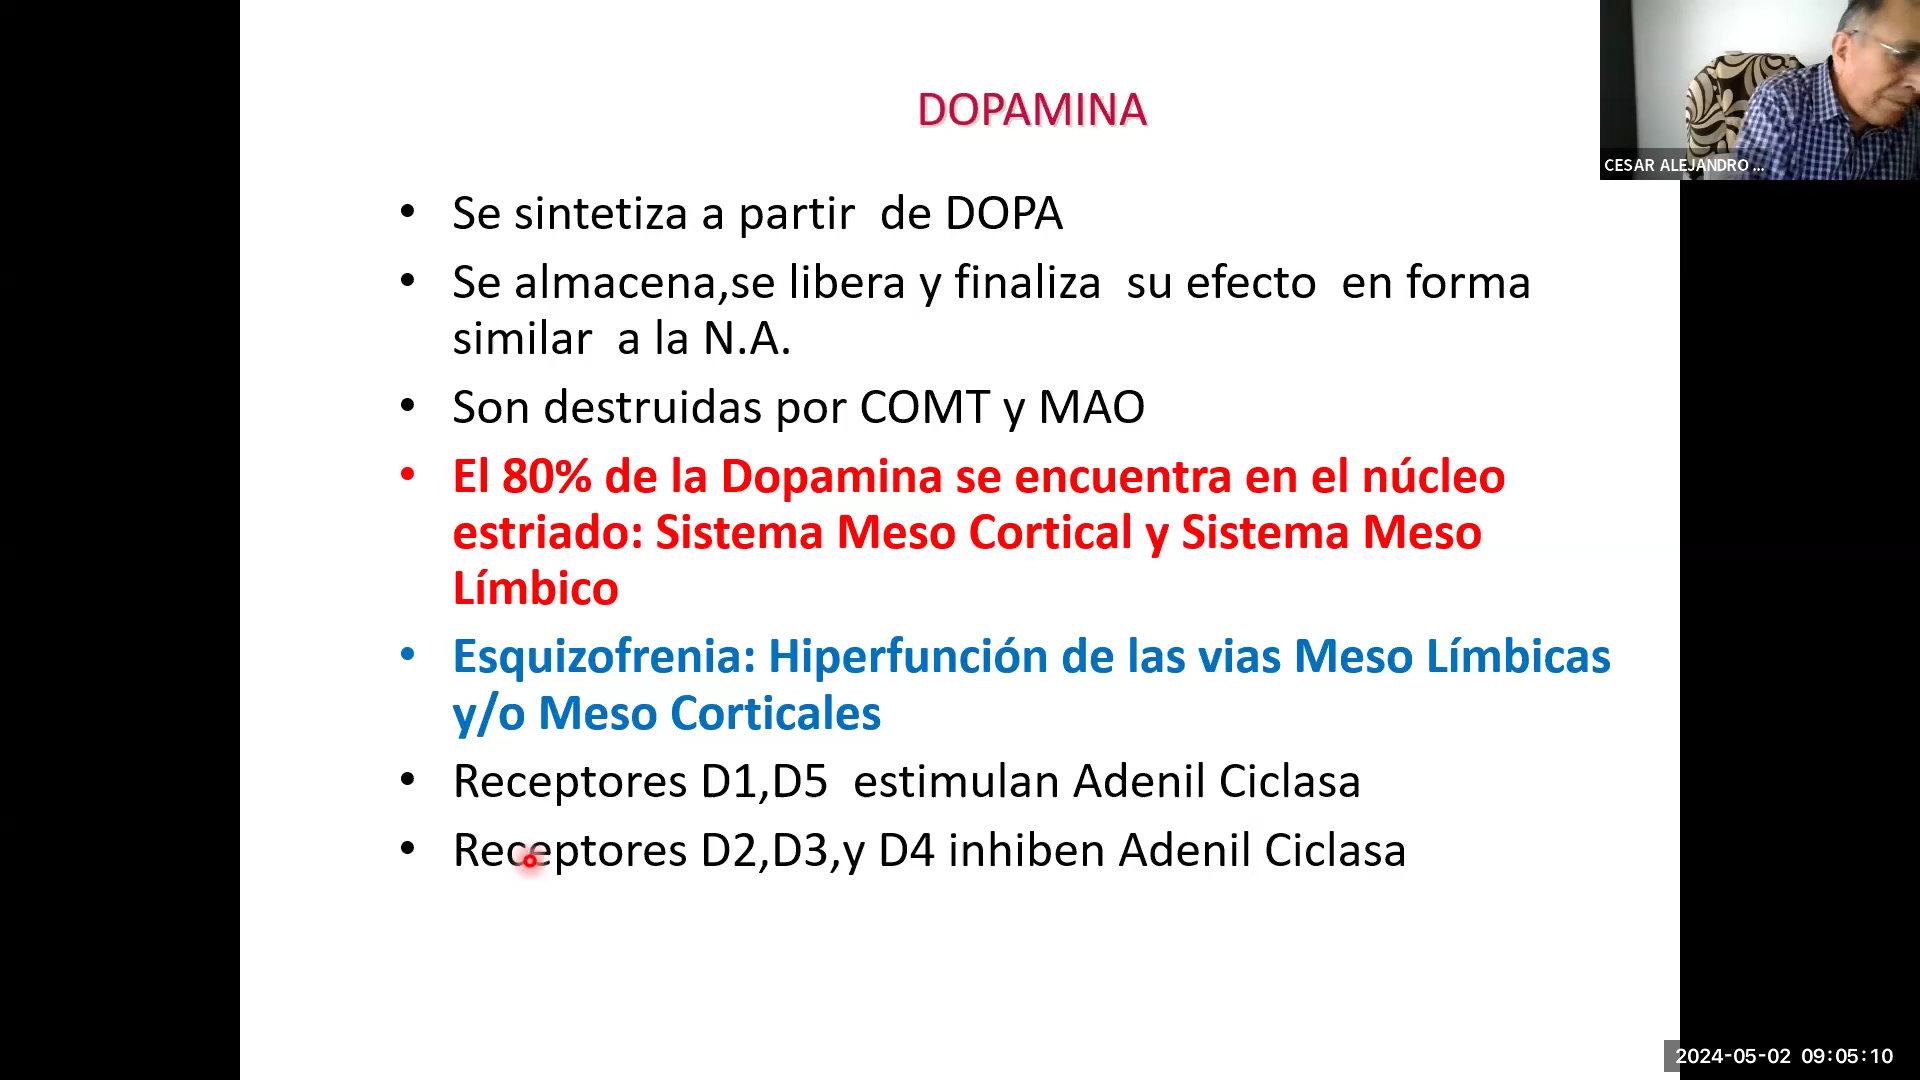 DOPAMINA
CESAR ALEJANDRO ...
• Se sintetiza a partir de DOPA
• Se almacena,se libera y finaliza su efecto en forma
similar a la N.A.
• Son destruidas por COMT y MAO
• El 80% de la Dopamina se encuentra en el núcleo
estriado: Sistema Meso Cortical y Sistema Meso
Límbico
• Esquizofrenia: Hiperfunción de las vias Meso Límbicas
y/o Meso Corticales
• Receptores D1,D5 estimulan Adenil Ciclasa
• Receptores D2,D3,y D4 inhiben Adenil Ciclasa
2024-05-02 09:05:10